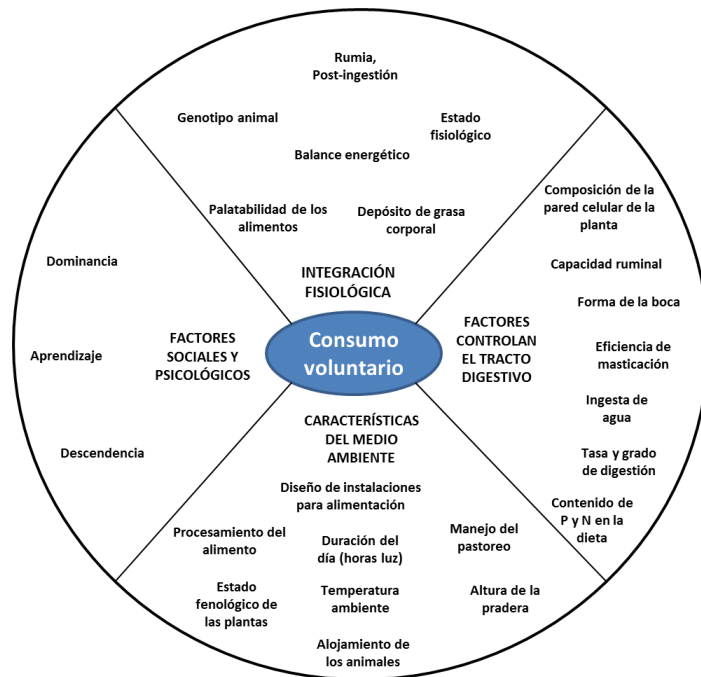 Rumia,
Post-ingestión
Genotipo animal
Estado
fisiológico
Balance energético
Palatabilidad de los
alimentos
Depósito de grasa
corporal
INTEGRACIÓN
FISIOLÓGICA
Composición de la
pared celular de la
planta
Capacidad ruminal
Forma de la boca
Eficiencia de
masticación
Ingesta de
agua
Tasa y grado
de digestión
Contenido de
P y N en la
dieta
FACTORES
CONTROLAN
EL TRACTO
DIGESTIVO
Consumo
voluntario
Dominancia
Aprendizaje
Descendencia
FACTORES
SOCIALES Y
PSICOLÓGICOS
CARACTERÍSTICAS
DEL MEDIO
AMBIENTE
Diseño de instalaciones
para alimentación
Procesamiento del
alimento
Duración del
día (horas luz)
Manejo del
pastoreo
Estado
fenológico de
las plantas
Temperatura
ambiente
Altura de la
pradera
Alojamiento de
los animales